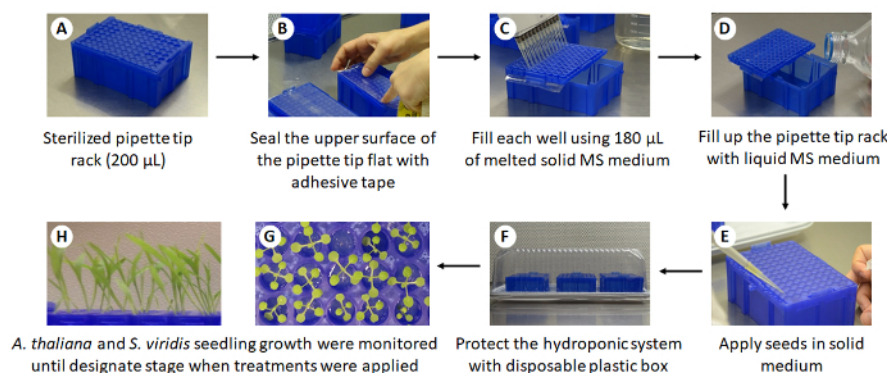 A
B
C
D
Sterilized pipette tip
rack (200 µL)
Seal the upper surface of
the pipette tip flat with
adhesive tape
Fill each well using 180 µL
of melted solid MS medium
Fill up the pipette tip rack
with liquid MS medium
H
G
F
E
A. thaliana and S. viridis seedling growth were monitored
until designate stage when treatments were applied
Protect the hydroponic system
with disposable plastic box
Apply seeds in solid
medium